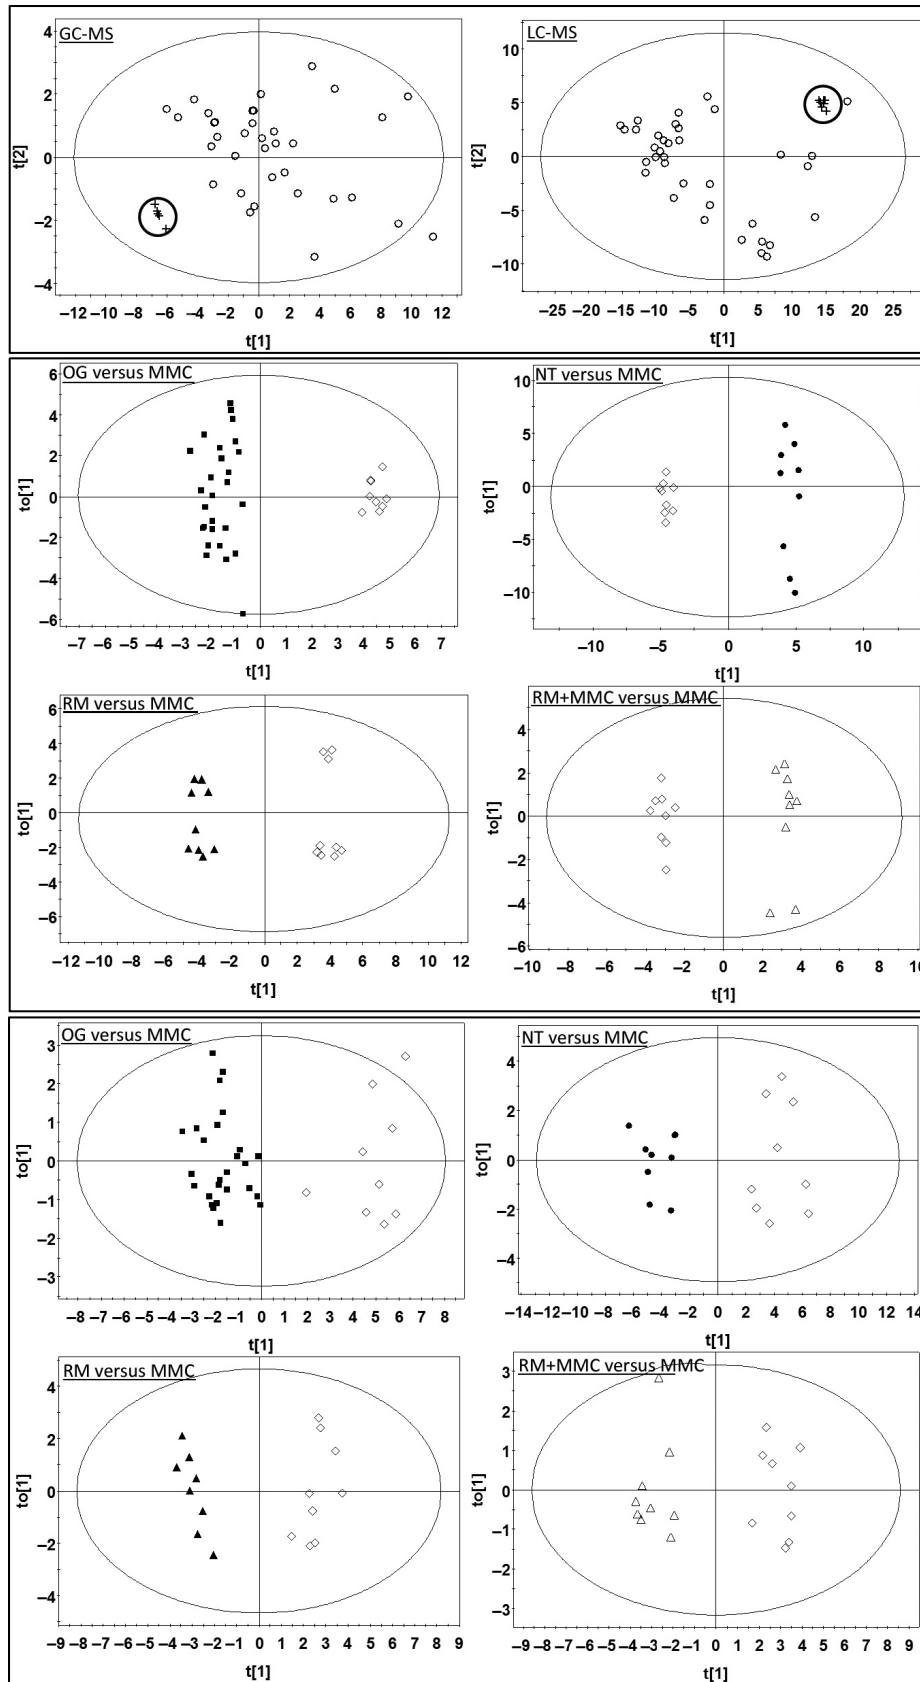 GC-MS
4
2
0
−2
−4
t[2]
−12 −10 −8 −6 −4 −2 0 2 4 6 8 10 12
t[1]
LC-MS
10
5
0
−5
−10
t[2]
−25 −20 −15 −10 −5 0 5 10 15 20 25
t[1]
OG versus MMC
6
4
2
0
−2
−4
−6
to[1]
−7 −6 −5 −4 −3 −2 −1 0 1 2 3 4 5 6 7
t[1]
NT versus MMC
10
5
0
−5
−10
to[1]
−10 −5 0 5 10
t[1]
RM versus MMC
6
4
2
0
−2
−4
−6
to[1]
−12 −10 −8 −6 −4 −2 0 2 4 6 8 10 12
t[1]
RM+MMC versus MMC
4
2
0
−2
−4
−6
to[1]
−10 −8 −6 −4 −2 0 2 4 6 8 10
t[1]
OG versus MMC
3
2
1
0
−1
−2
−3
to[1]
−8 −7 −6 −5 −4 −3 −2 −1 0 1 2 3 4 5 6 7 8
t[1]
NT versus MMC
4
2
0
−2
−4
to[1]
−14 −12 −10 −8 −6 −4 −2 0 2 4 6 8 10 12 14
t[1]
RM versus MMC
4
2
0
−2
−4
to[1]
−9 −8 −7 −6 −5 −4 −3 −2 −1 0 1 2 3 4 5 6 7 8 9
t[1]
RM+MMC versus MMC
3
2
1
0
−1
−2
−3
to[1]
−9 −8 −7 −6 −5 −4 −3 −2 −1 0 1 2 3 4 5 6 7 8 9
t[1]